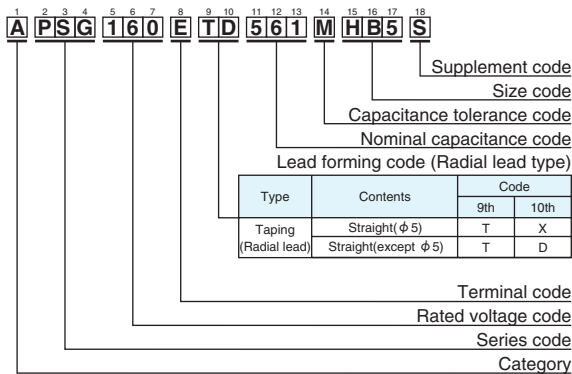 1 2 3 4 5 6 7 8 9 10 11 12 13 14 15 16 17 18
A PSG 160 E TD 561 M HB5 S
Supplement code
Size code
Capacitance tolerance code
Nominal capacitance code
Lead forming code (Radial lead type)
Type Contents Code
9th 10th
Taping (Radial lead) Straight(φ5) T X
Straight(except φ5) T D
Terminal code
Rated voltage code
Series code
Category